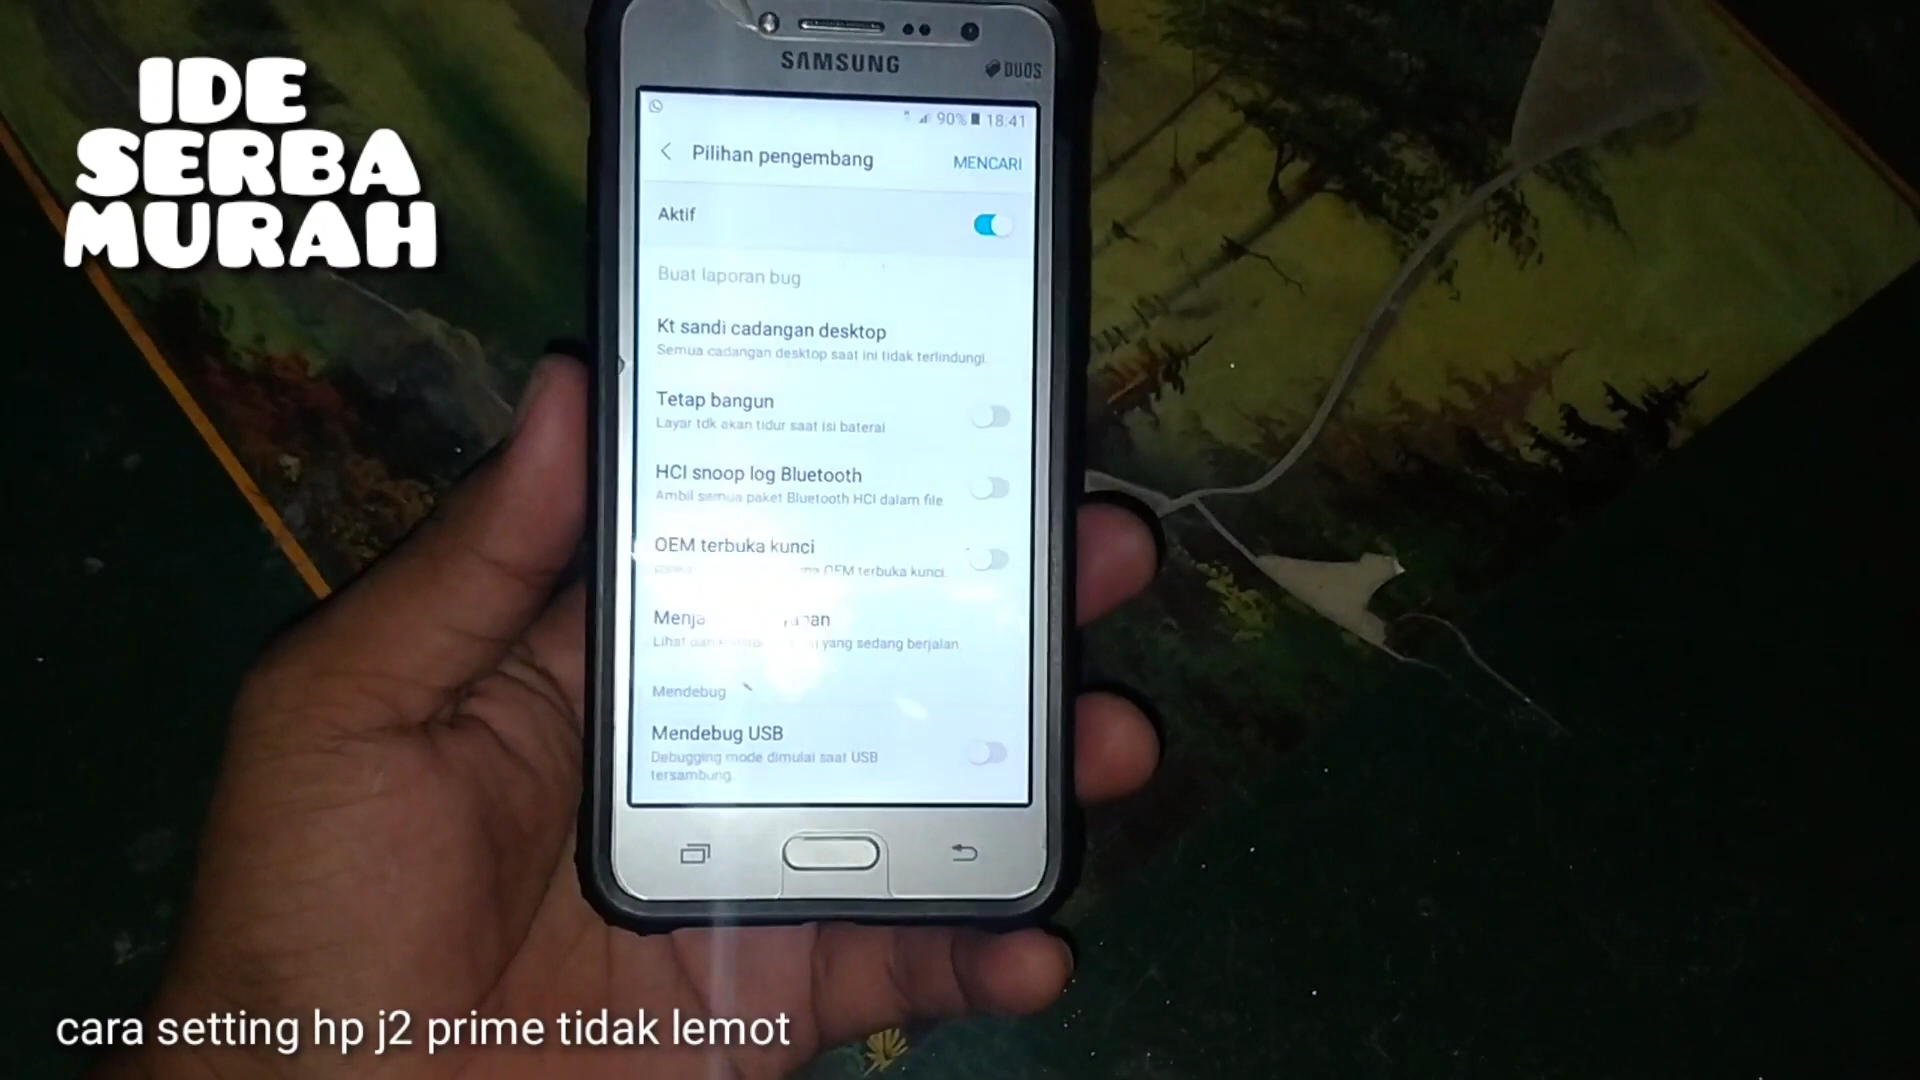 IDE
SERBA
MURAH
SAMSUNG
DUOS
90% 18.41
Pilihan pengembang
MENCARI
Aktif
Buat laporan bug
Kt sandi cadangan desktop
Semua cadangan desktop saat ini tidak terlindungi.
Tetap bangun
Layar tdk akan tidur saat isi baterai
HCI snoop log Bluetooth
Ambil semua paket Bluetooth HCI dalam file
OEM terbuka kunci
OEM terbuka kunci.
Lihat yang sedang berjalan.
Mendebug
Mendebug USB
Debugging mode dimulai saat USB
tersambung.
cara setting hp j2 prime tidak lemot